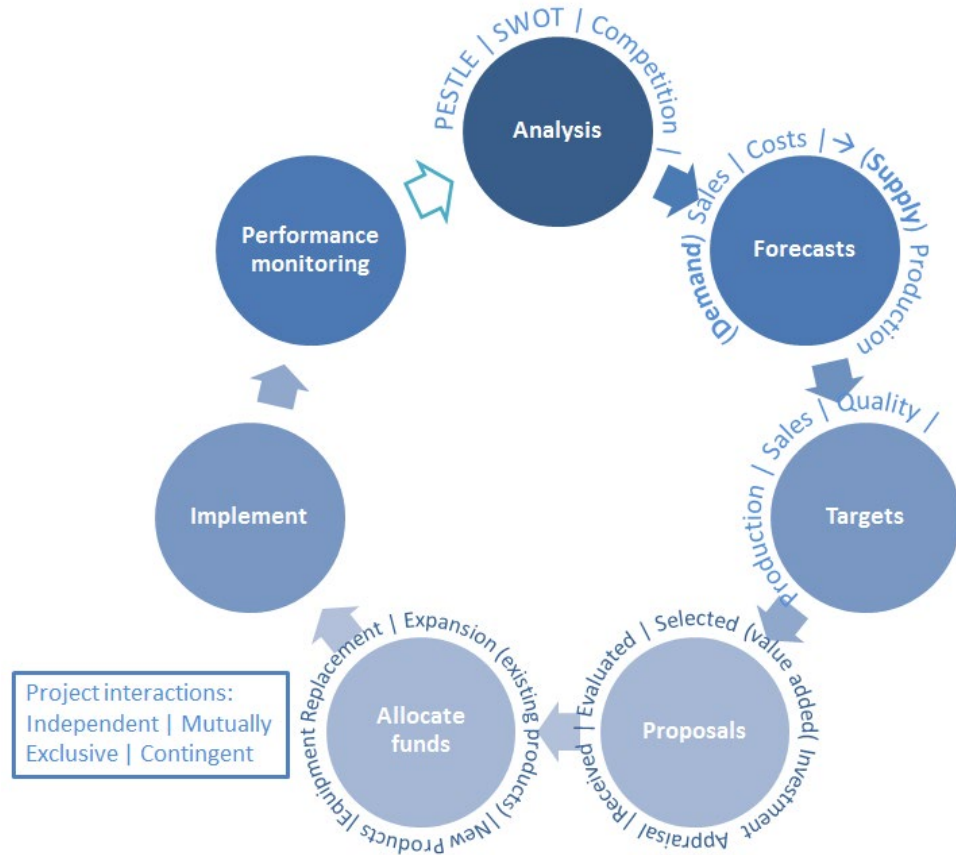 PESTLE | SWOT | Competition |
Analysis
(Demand) Sales | Costs | → (Supply) Production
Forecasts
Production | Sales | Quality |
Targets
Received | Evaluated | Selected (value added( Investment Appraisal|
Proposals
Equipment Replacement | Expansion (existing products)| New Products|
Allocate
funds
Implement
Performance
monitoring
Project interactions:
Independent | Mutually
Exclusive | Contingent